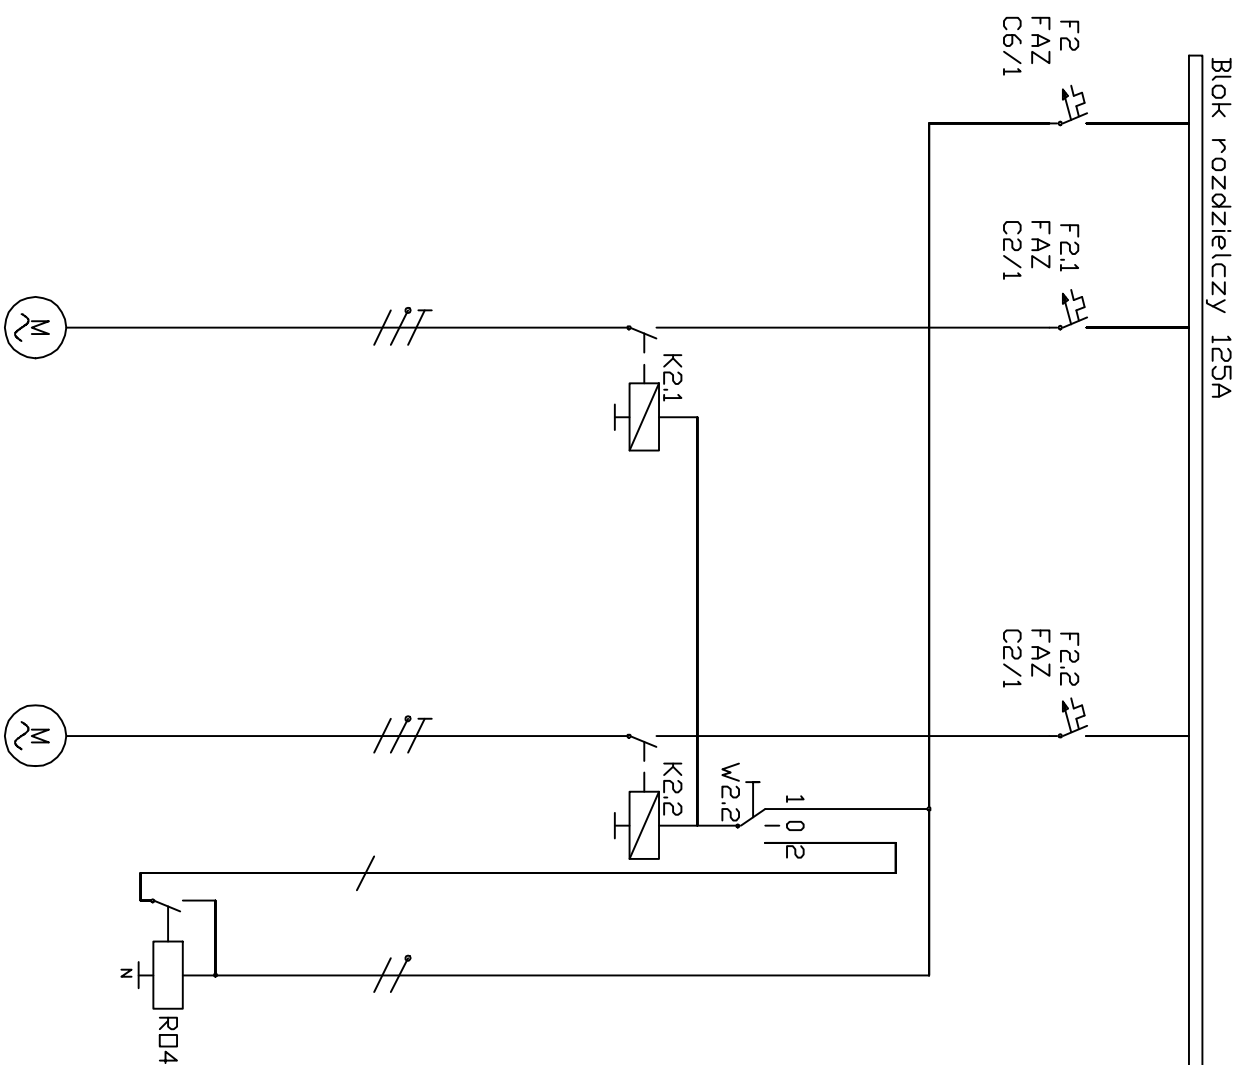 Blok rozdzielczy 125A
F2
FAZ
C6/1
F2.1
FAZ
C2/1
F2.2
FAZ
C2/1
K2.1
K2.2
W2.2
1 0 2
M
M
N
RO4